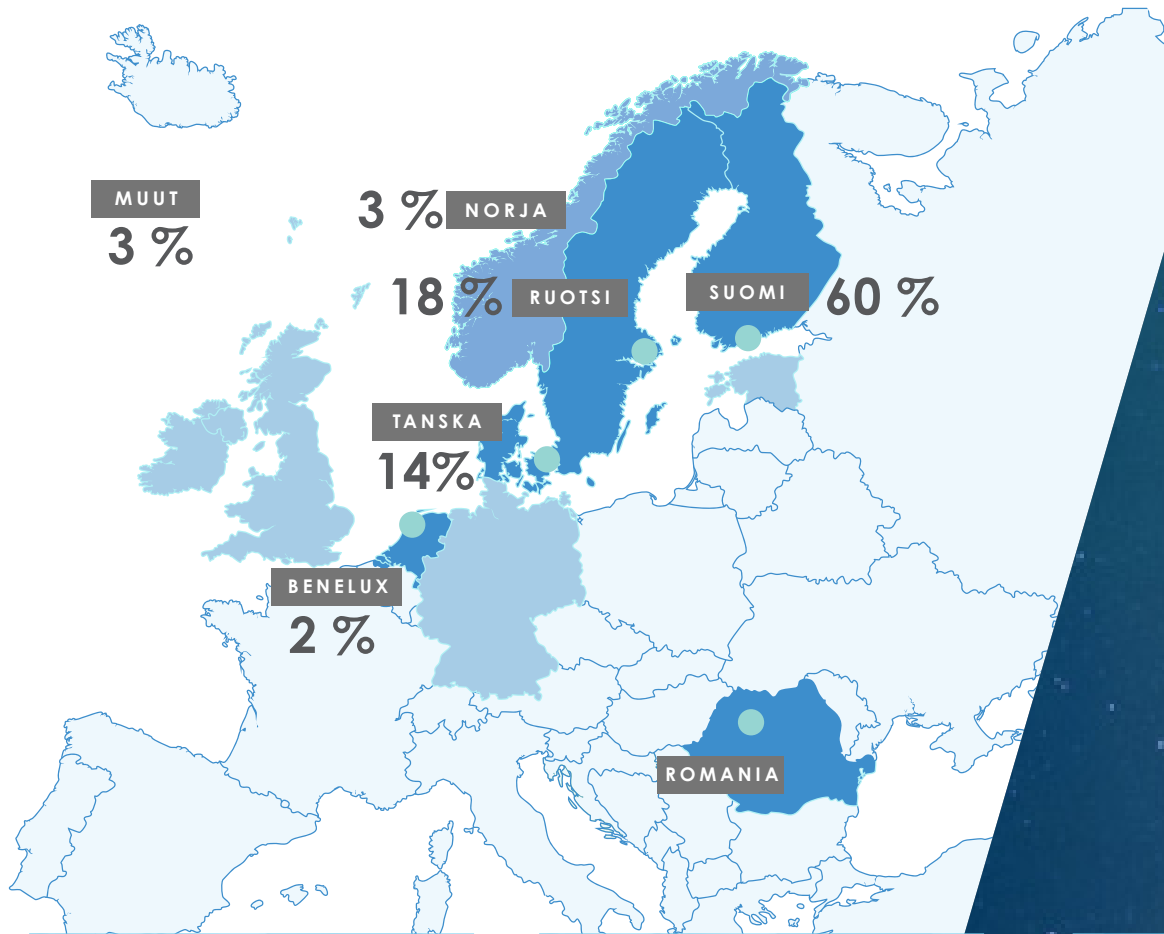 MUUT
3 %
3 % NORJA
18 % RUOTSI
SUOMI 60 %
TANSKA
14%
BENELUX
2 %
ROMANIA